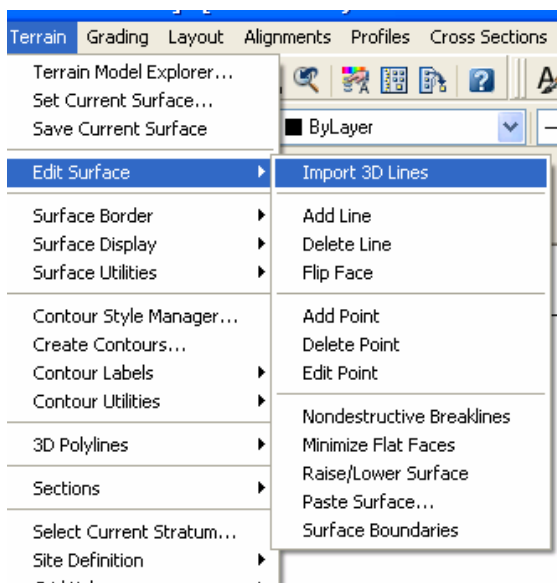 Terrain Grading Layout Alignments Profiles Cross Sections
Terrain Model Explorer...
Set Current Surface...
Save Current Surface
ByLayer
Edit Surface
Import 3D Lines
Surface Border
Add Line
Surface Display
Delete Line
Surface Utilities
Flip Face
Contour Style Manager...
Add Point
Create Contours...
Delete Point
Contour Labels
Edit Point
Contour Utilities
Nondestructive Breaklines
3D Polylines
Minimize Flat Faces
Raise/Lower Surface
Sections
Paste Surface...
Select Current Stratum...
Surface Boundaries
Site Definition